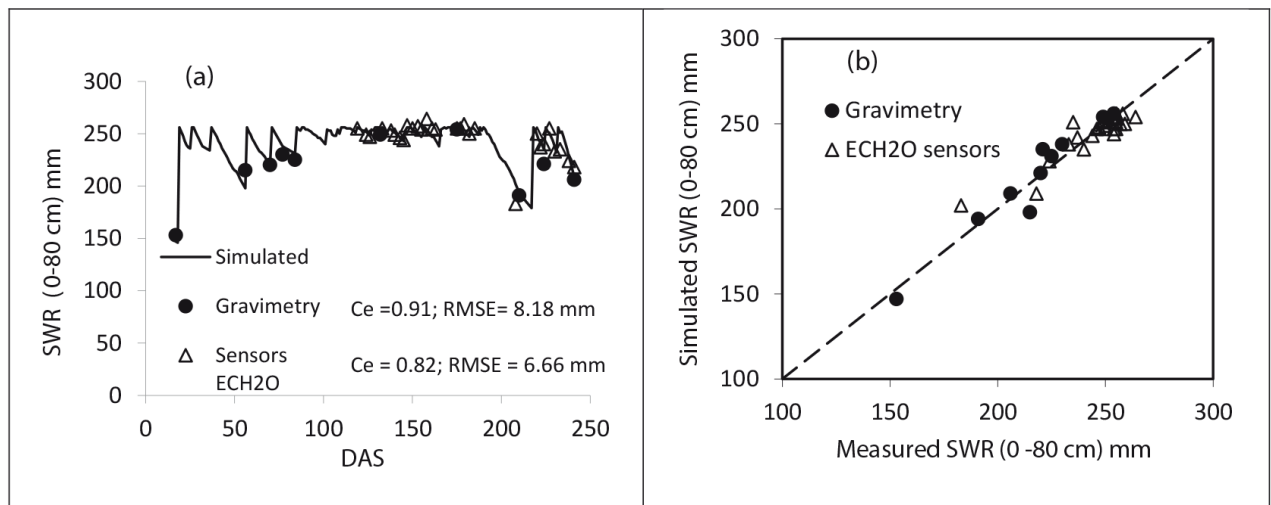 (a)
300
250
200
150
100
50
0
SWR (0-80 cm) mm
Simulated
Gravimetry
Ce =0.91; RMSE= 8.18 mm
Sensors
ECH2O
Ce = 0.82; RMSE = 6.66 mm
0 50 100 150 200 250
DAS
(b)
300
250
200
150
100
Simulated SWR (0-80 cm) mm
Gravimetry
ECH2O sensors
100 150 200 250 300
Measured SWR (0 -80 cm) mm